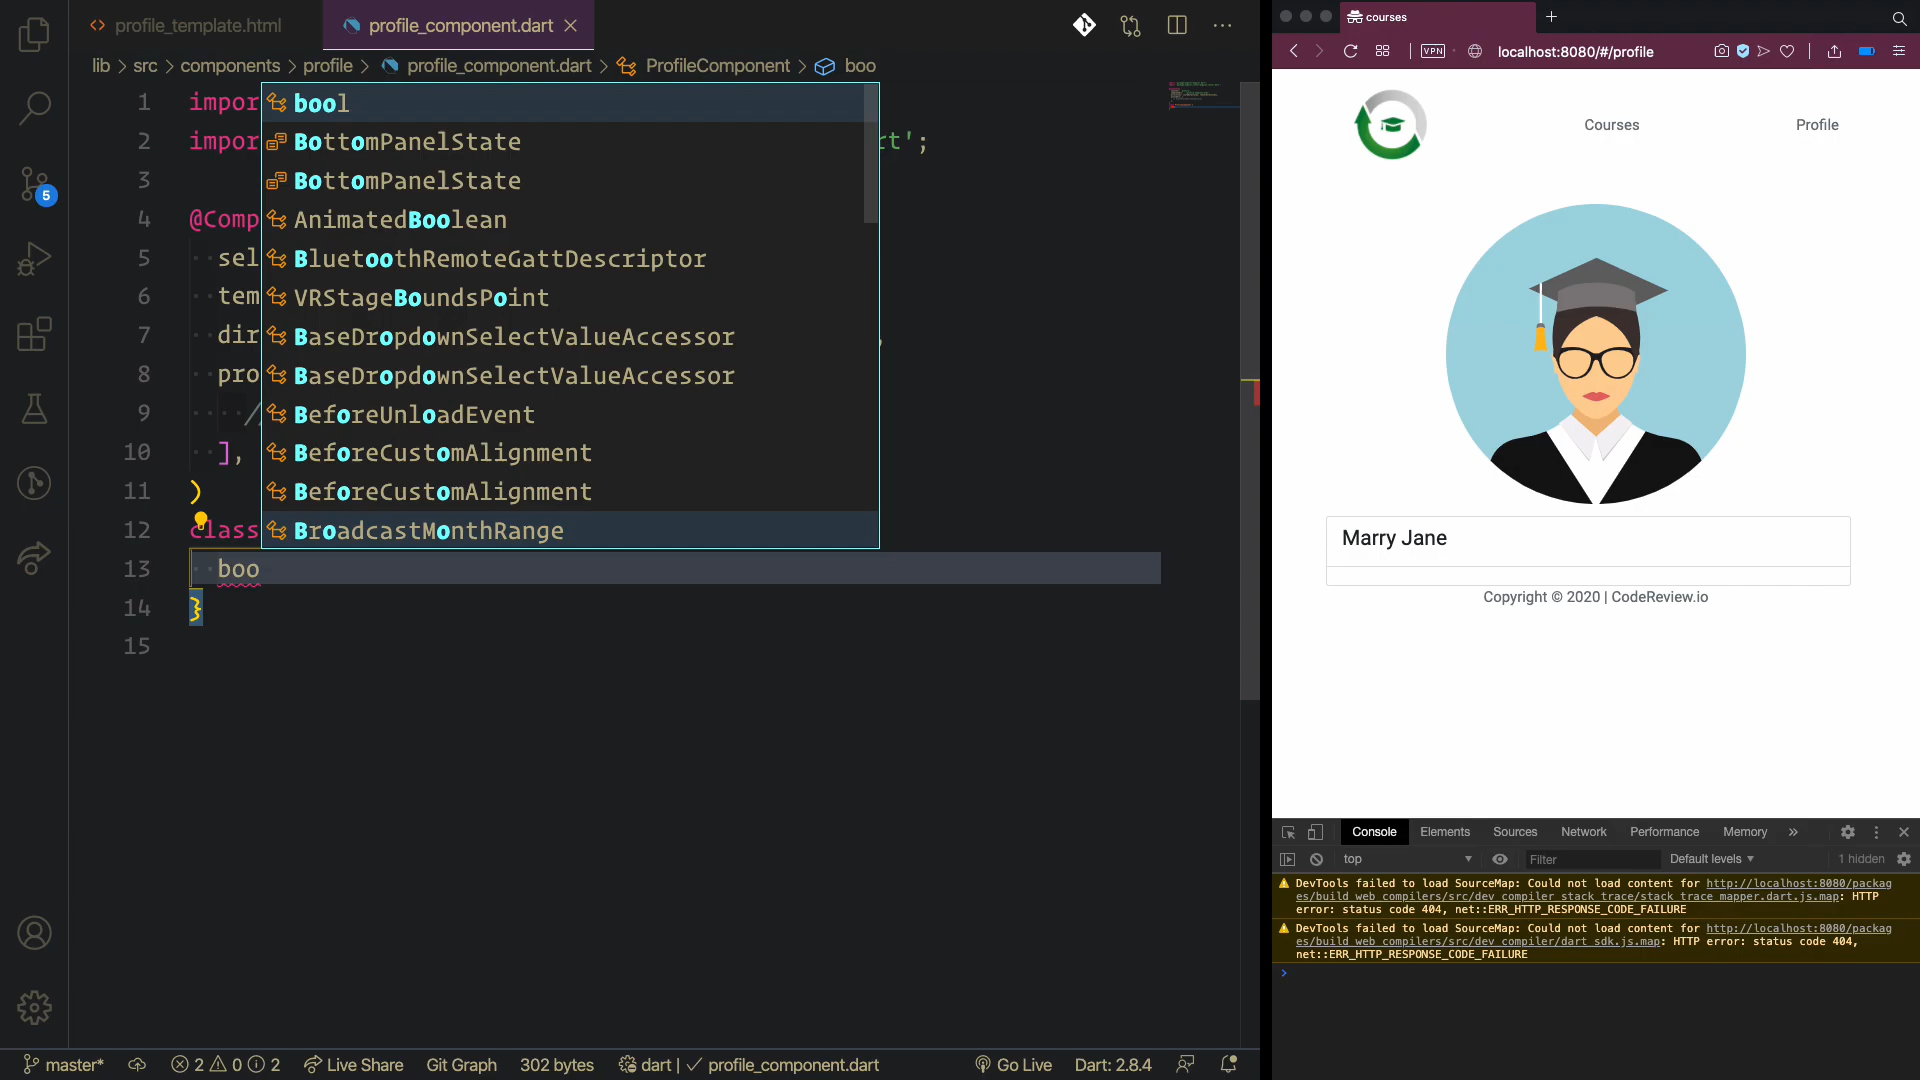 profile_template.html
profile_component.dart
lib > src > components > profile > profile_component.dart > ProfileComponent > boo
1 impor
2 impor rt';
3
4 @Comp
5 sel
6 tem
7 dir ,
8 pro
9 //
10 ],
11 )
12 class
13 boo
14 }
15
bool
BottomPanelState
BottomPanelState
AnimatedBoolean
BluetoothRemoteGattDescriptor
VRStageBoundsPoint
BaseDropdownSelectValueAccessor
BaseDropdownSelectValueAccessor
BeforeUnloadEvent
BeforeCustomAlignment
BeforeCustomAlignment
BroadcastMonthRange
5
master* 2 0 2 Live Share Git Graph 302 bytes dart | ✓ profile_component.dart Go Live Dart: 2.8.4
courses
VPN localhost:8080/#/profile
Courses Profile
Marry Jane
Copyright © 2020 | CodeReview.io
Console Elements Sources Network Performance Memory »
top Filter Default levels 1 hidden
DevTools failed to load SourceMap: Could not load content for http://localhost:8080/packag
es/build_web_compilers/src/dev_compiler_stack_trace/stack_trace_mapper.dart.js.map: HTTP
error: status code 404, net::ERR_HTTP_RESPONSE_CODE_FAILURE
DevTools failed to load SourceMap: Could not load content for http://localhost:8080/packag
es/build_web_compilers/src/dev_compiler/dart_sdk.js.map: HTTP error: status code 404,
net::ERR_HTTP_RESPONSE_CODE_FAILURE